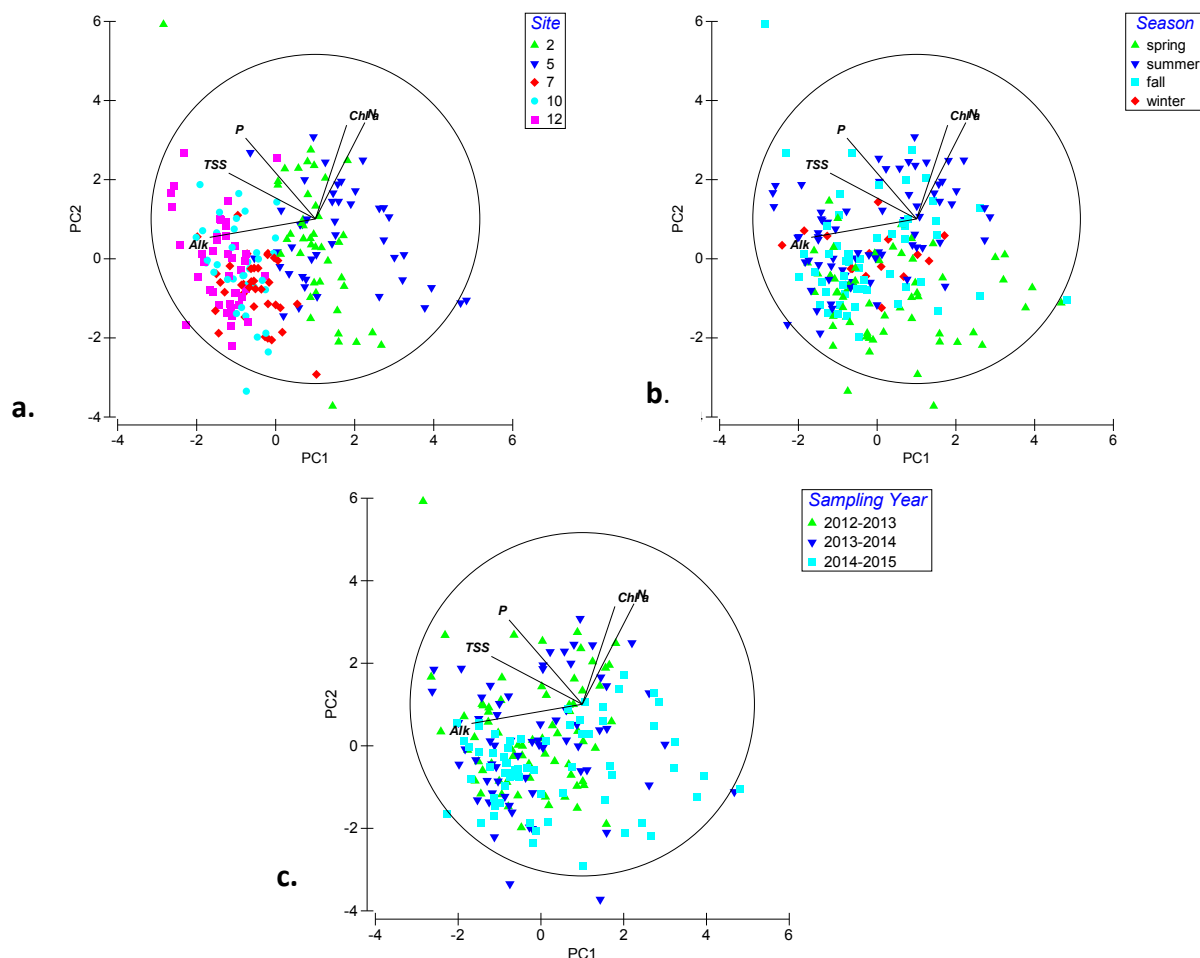 Site
2
5
7
10
12
6
4
2
0
-2
-4
PC2
P
Chl a
N
TSS
Alk
-4 -2 0 2 4 6
PC1
a.
Season
spring
summer
fall
winter
6
4
2
0
-2
PC2
P
Chl a
N
TSS
Alk
-4 -2 0 2 4 6
PC1
b.
Sampling Year
2012-2013
2013-2014
2014-2015
6
4
2
0
-2
-4
PC2
P
Chl a
N
TSS
Alk
-4 -2 0 2 4 6
PC1
c.